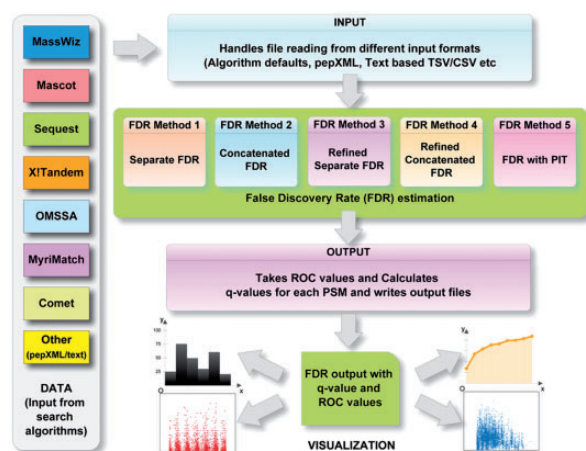 MassWiz
Mascot
Sequest
X!Tandem
OMSSA
MyriMatch
Comet
Other
(pepXML/text)
DATA
(Input from
search
algorithms)
INPUT
Handles file reading from different input formats
(Algorithm defaults, pepXML, Text based TSV/CSV etc
FDR Method 1
Separate FDR
FDR Method 2
Concatenated
FDR
FDR Method 3
Refined
Separate FDR
FDR Method 4
Refined
Concatenated
FDR
FDR Method 5
FDR with PIT
False Discovery Rate (FDR) estimation
OUTPUT
Takes ROC values and Calculates
q-values for each PSM and writes output files
y
100
75
50
25
O
x
FDR output with
q-value and
ROC values
y
O
x
VISUALIZATION